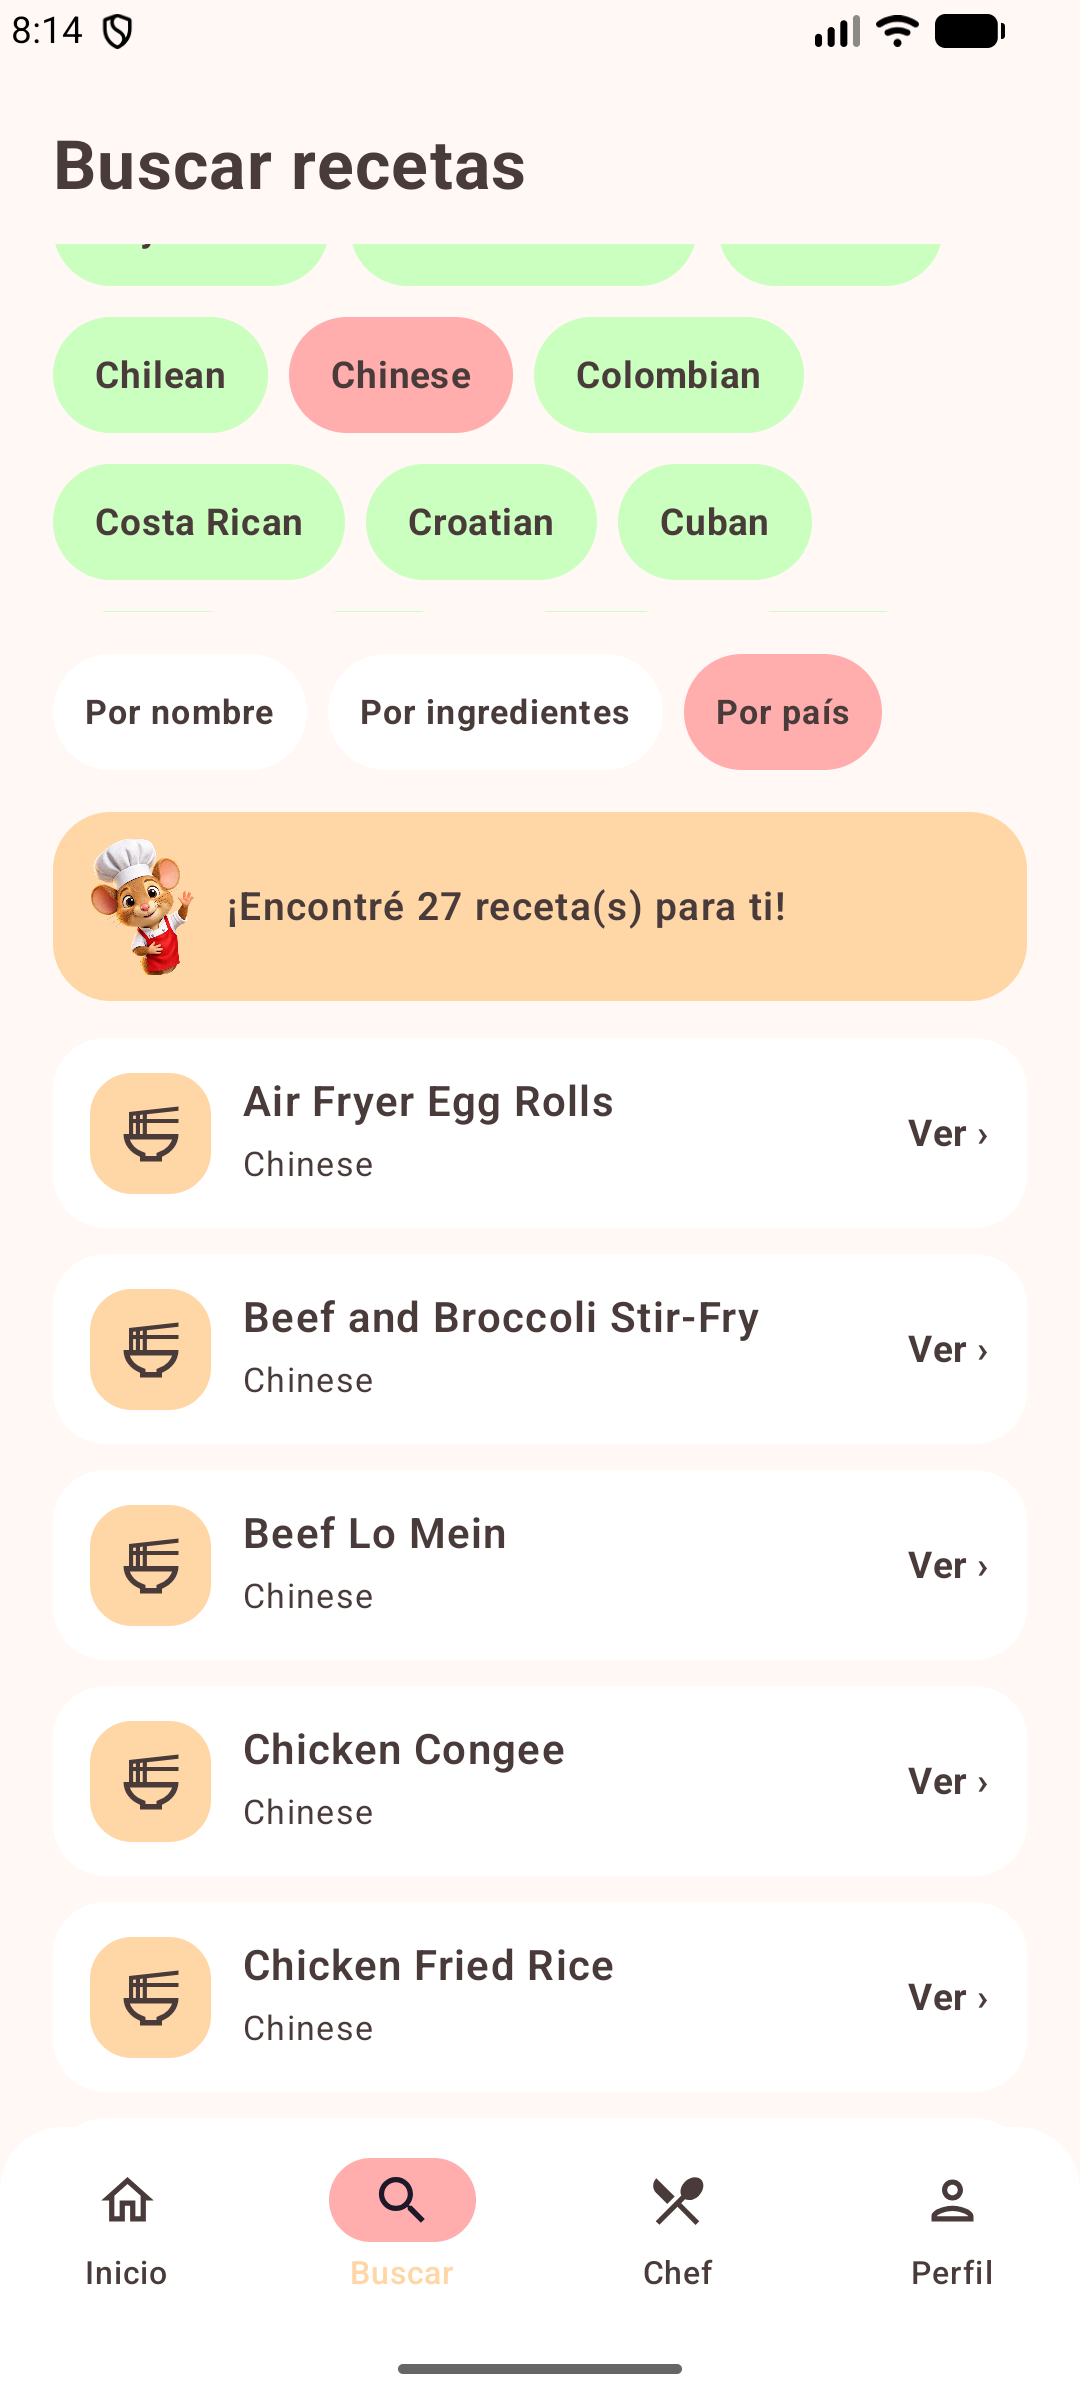 8:14
Buscar recetas
Chilean
Chinese
Colombian
Costa Rican
Croatian
Cuban
Por nombre
Por ingredientes
Por país
¡Encontré 27 receta(s) para ti!
Air Fryer Egg Rolls
Chinese
Ver ›
Beef and Broccoli Stir-Fry
Chinese
Ver ›
Beef Lo Mein
Chinese
Ver ›
Chicken Congee
Chinese
Ver ›
Chicken Fried Rice
Chinese
Ver ›
Inicio
Buscar
Chef
Perfil